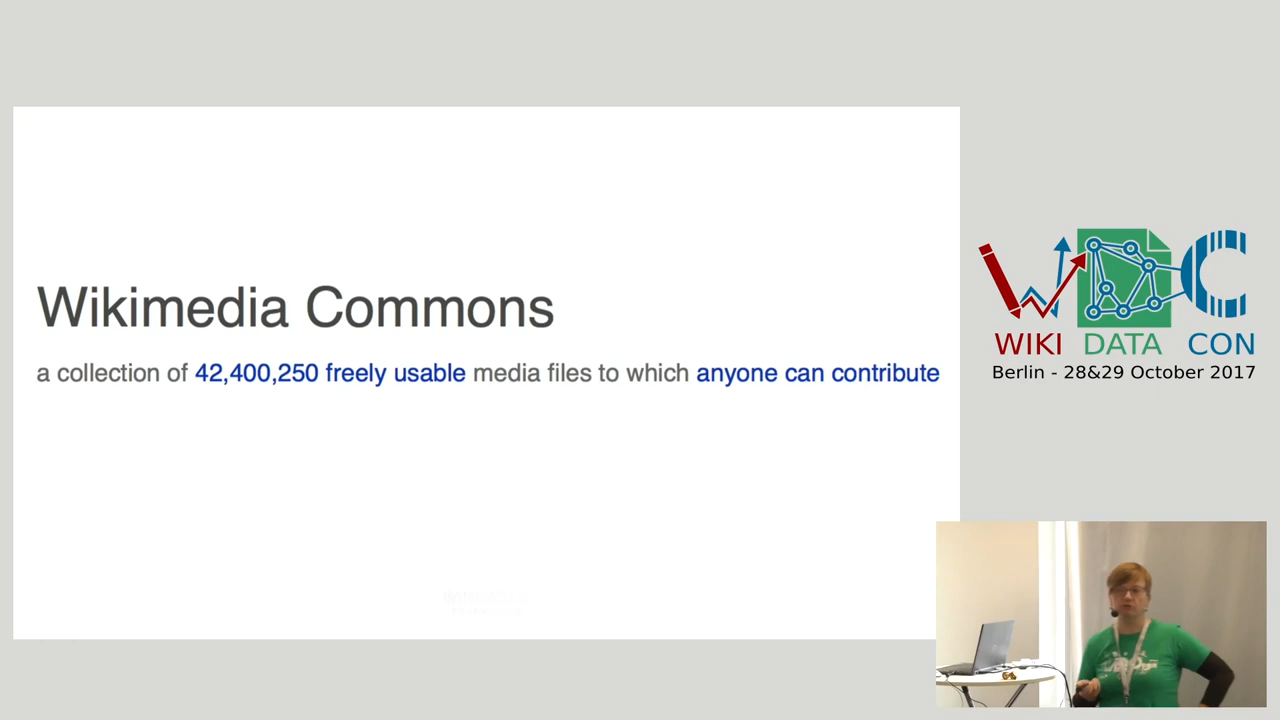 Wikimedia Commons
a collection of 42,400,250 freely usable media files to which anyone can contribute
WIKI DATA CON
Berlin - 28&29 October 2017